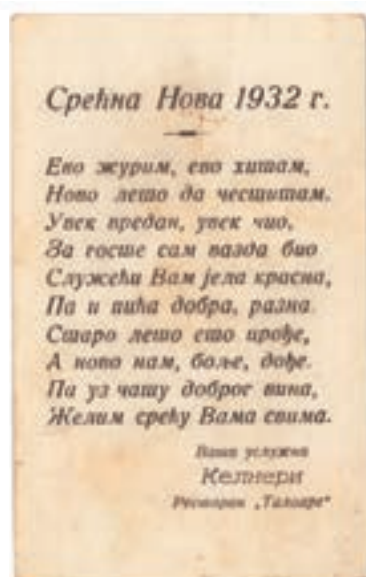 Срећна Нова 1932 г.
Ево журим, ево хитам,
Ново лето да честитам.
Увек вредан, увек чио,
За госте сам вазда био
Служећи Вам јела красна,
Па и пића добра, разна.
Старо лето ето прође,
А ново нам, боље, дође.
Па уз чашу доброг вина,
Желим срећу Вама свима.
Ваши услужни
Келнери
Ресторан